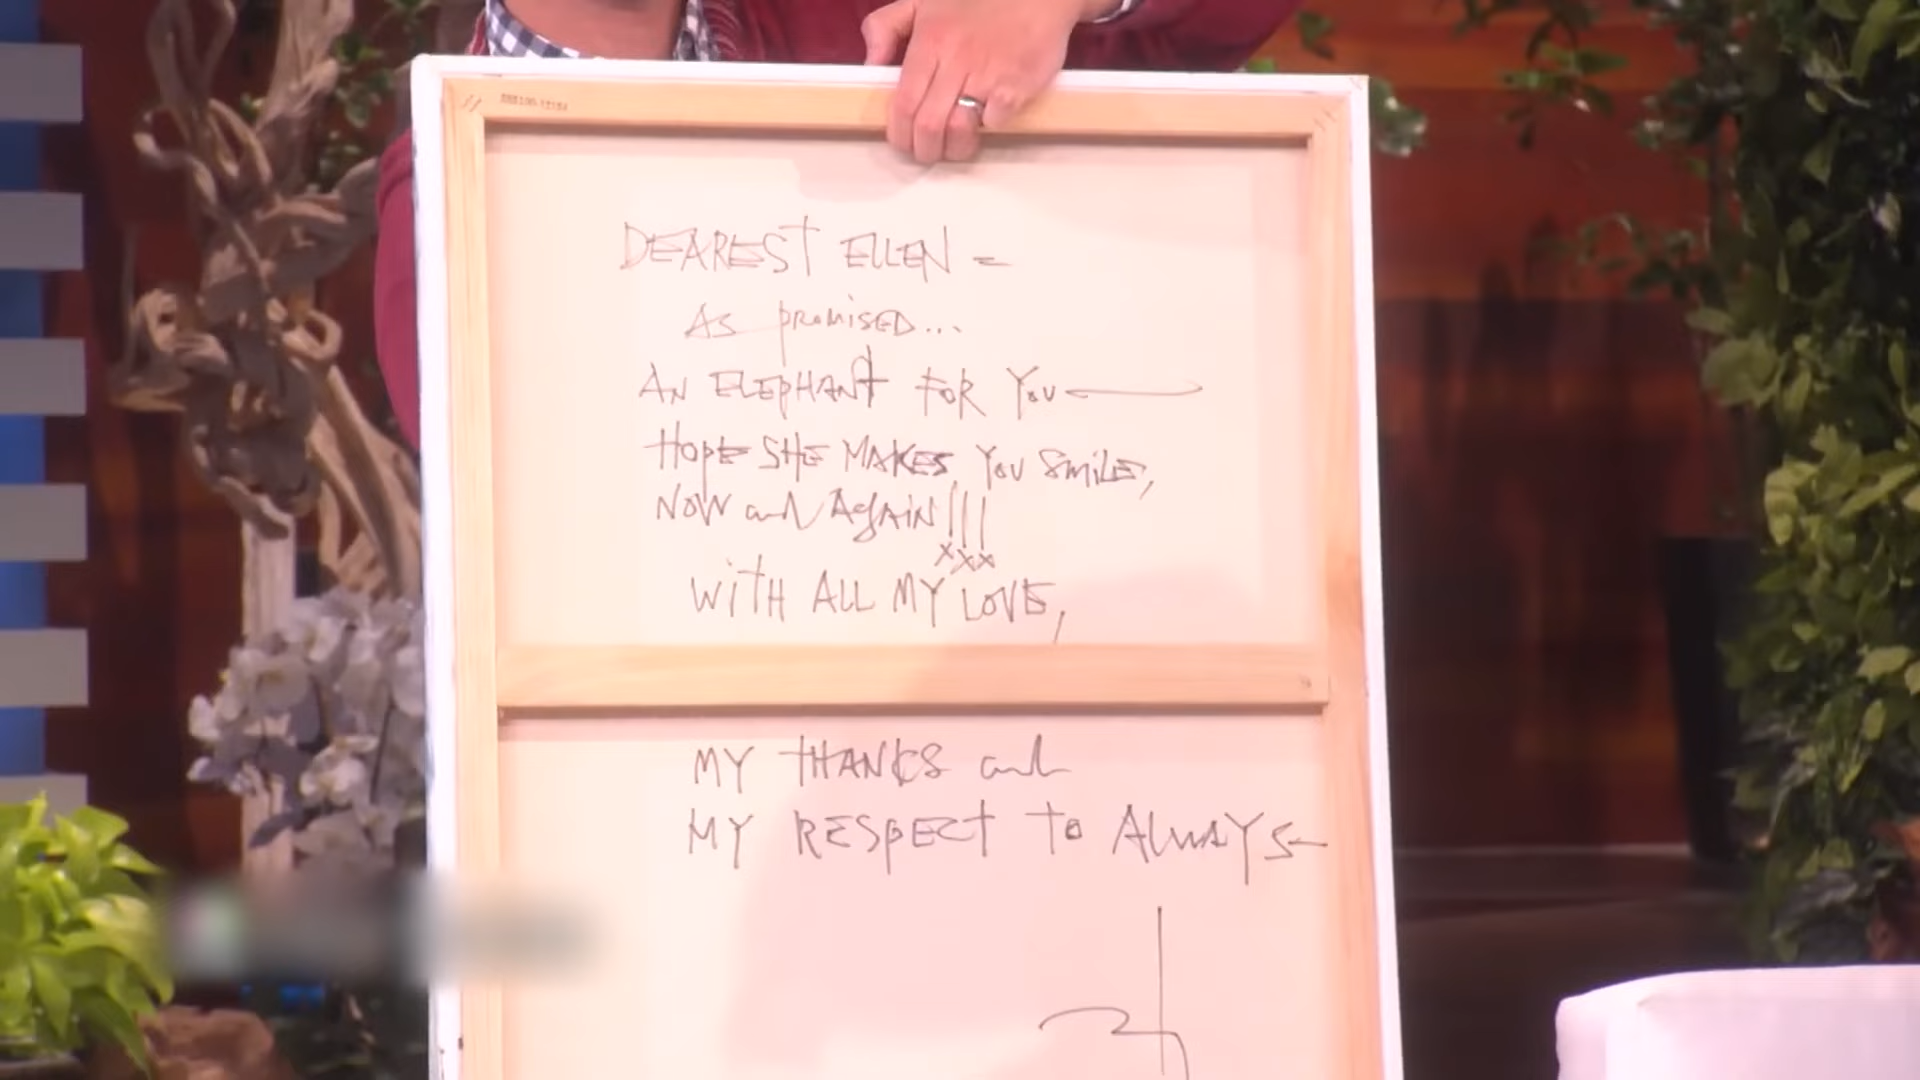 DEAREST ELLEN –
As promised...
AN ELEPHANT FOR You
HOPE SHE MAKES You SmiLE,
NOW and AgAiN!!!
xxx
WiTH ALL MY LOVE,
MY THANKS and
MY RESPECT to AlwAYS